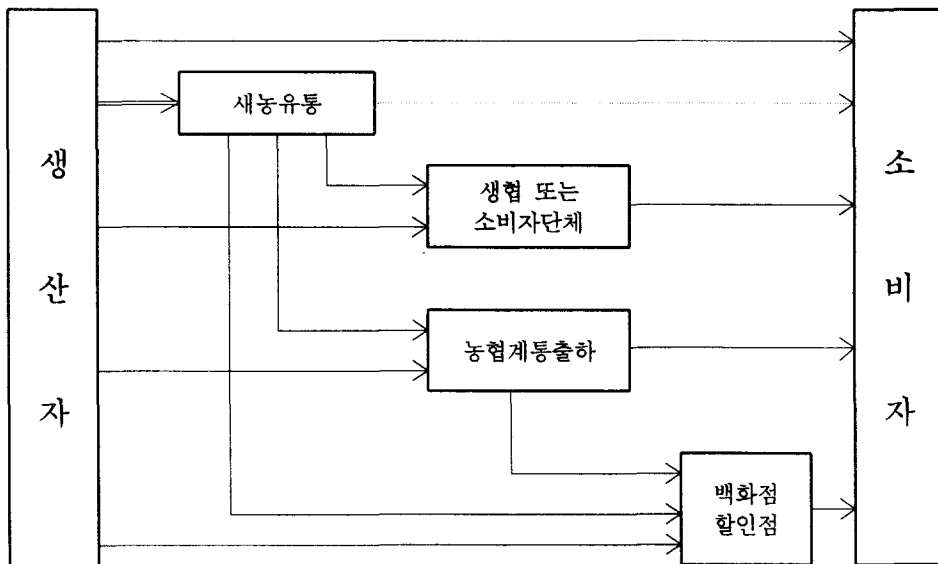 생산자
새농유통
생협 또는
소비자단체
농협계통출하
백화점
할인점
소비자